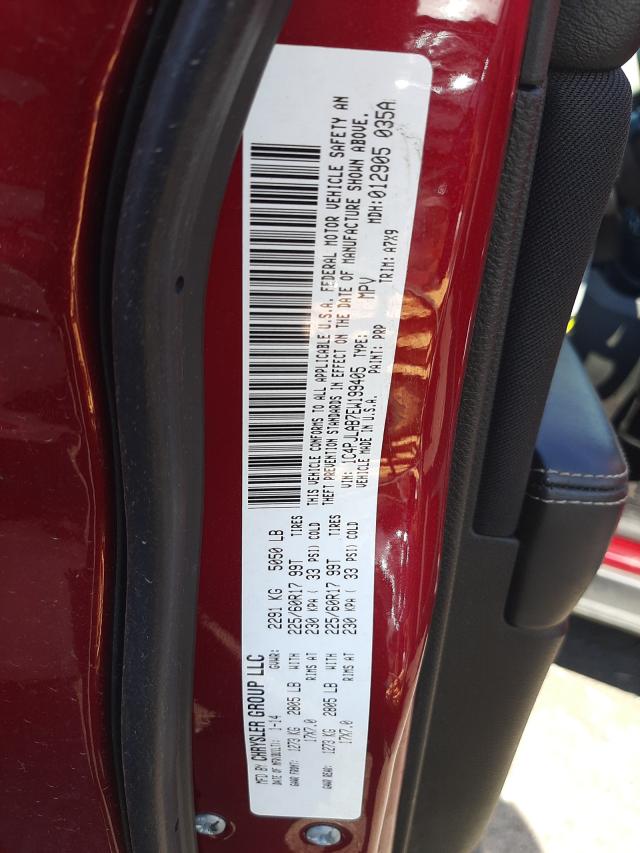 MFD BY CHRYSLER GROUP LLC
DATE OF MFR(BUILT): 1-14 GVWR: 2291 KG 5050 LB
GAWR FRONT: 1273 KG 2805 LB WITH 225/60R17 99T TIRES
17X7.0 RIMS AT 230 KPA ( 33 PSI) COLD
GAWR REAR: 1273 KG 2805 LB WITH 225/60R17 99T TIRES
17X7.0 RIMS AT 230 KPA ( 33 PSI) COLD
THIS VEHICLE CONFORMS TO ALL APPLICABLE U.S.A. FEDERAL MOTOR VEHICLE SAFETY AN
THEFT PREVENTION STANDARDS IN EFFECT ON THE DATE OF MANUFACTURE SHOWN ABOVE.
VIN: 1C4PJLAB7EW199405 TYPE: MPV MDH:012905 035A
VEHICLE MADE IN U.S.A. PAINT: PRP TRIM: A7X9